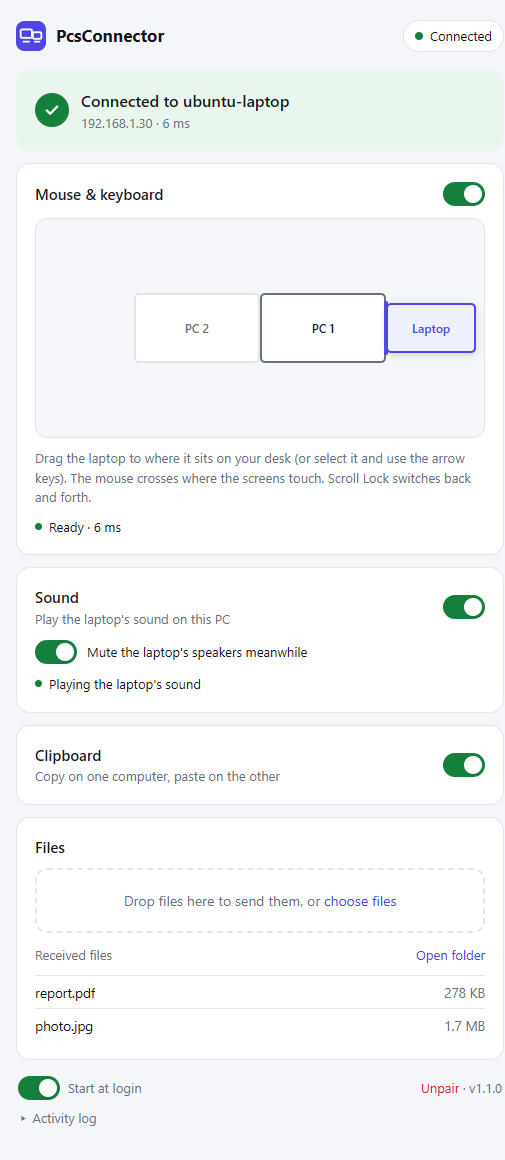 PcsConnector
Connected
Connected to ubuntu-laptop
192.168.1.30 · 6 ms
Mouse & keyboard
PC 2
PC 1
Laptop
Drag the laptop to where it sits on your desk (or select it and use the arrow
keys). The mouse crosses where the screens touch. Scroll Lock switches back
and forth.
Ready · 6 ms
Sound
Play the laptop's sound on this PC
Mute the laptop's speakers meanwhile
Playing the laptop's sound
Clipboard
Copy on one computer, paste on the other
Files
Drop files here to send them, or choose files
Received files
Open folder
report.pdf
278 KB
photo.jpg
1.7 MB
Start at login
Unpair · v1.1.0
Activity log